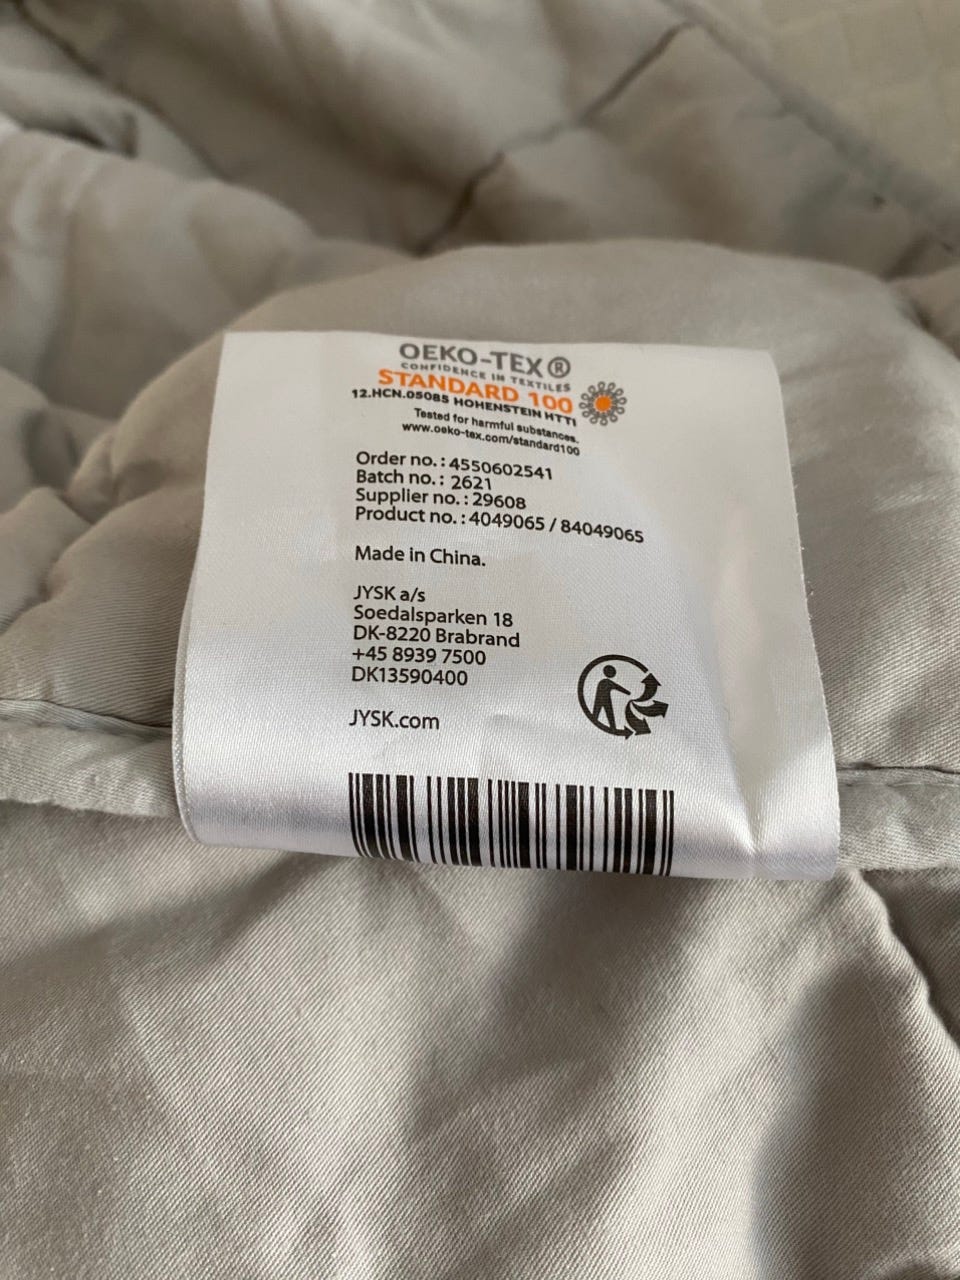 OEKO-TEX®
CONFIDENCE IN TEXTILES
STANDARD 100
12.HCN.05085 HOHENSTEIN HTTI
Tested for harmful substances.
www.oeko-tex.com/standard100
Order no.: 4550602541
Batch no.: 2621
Supplier no.: 29608
Product no.: 4049065 / 84049065
Made in China.
JYSK a/s
Soedalsparken 18
DK-8220 Brabrand
+45 8939 7500
DK13590400
JYSK.com